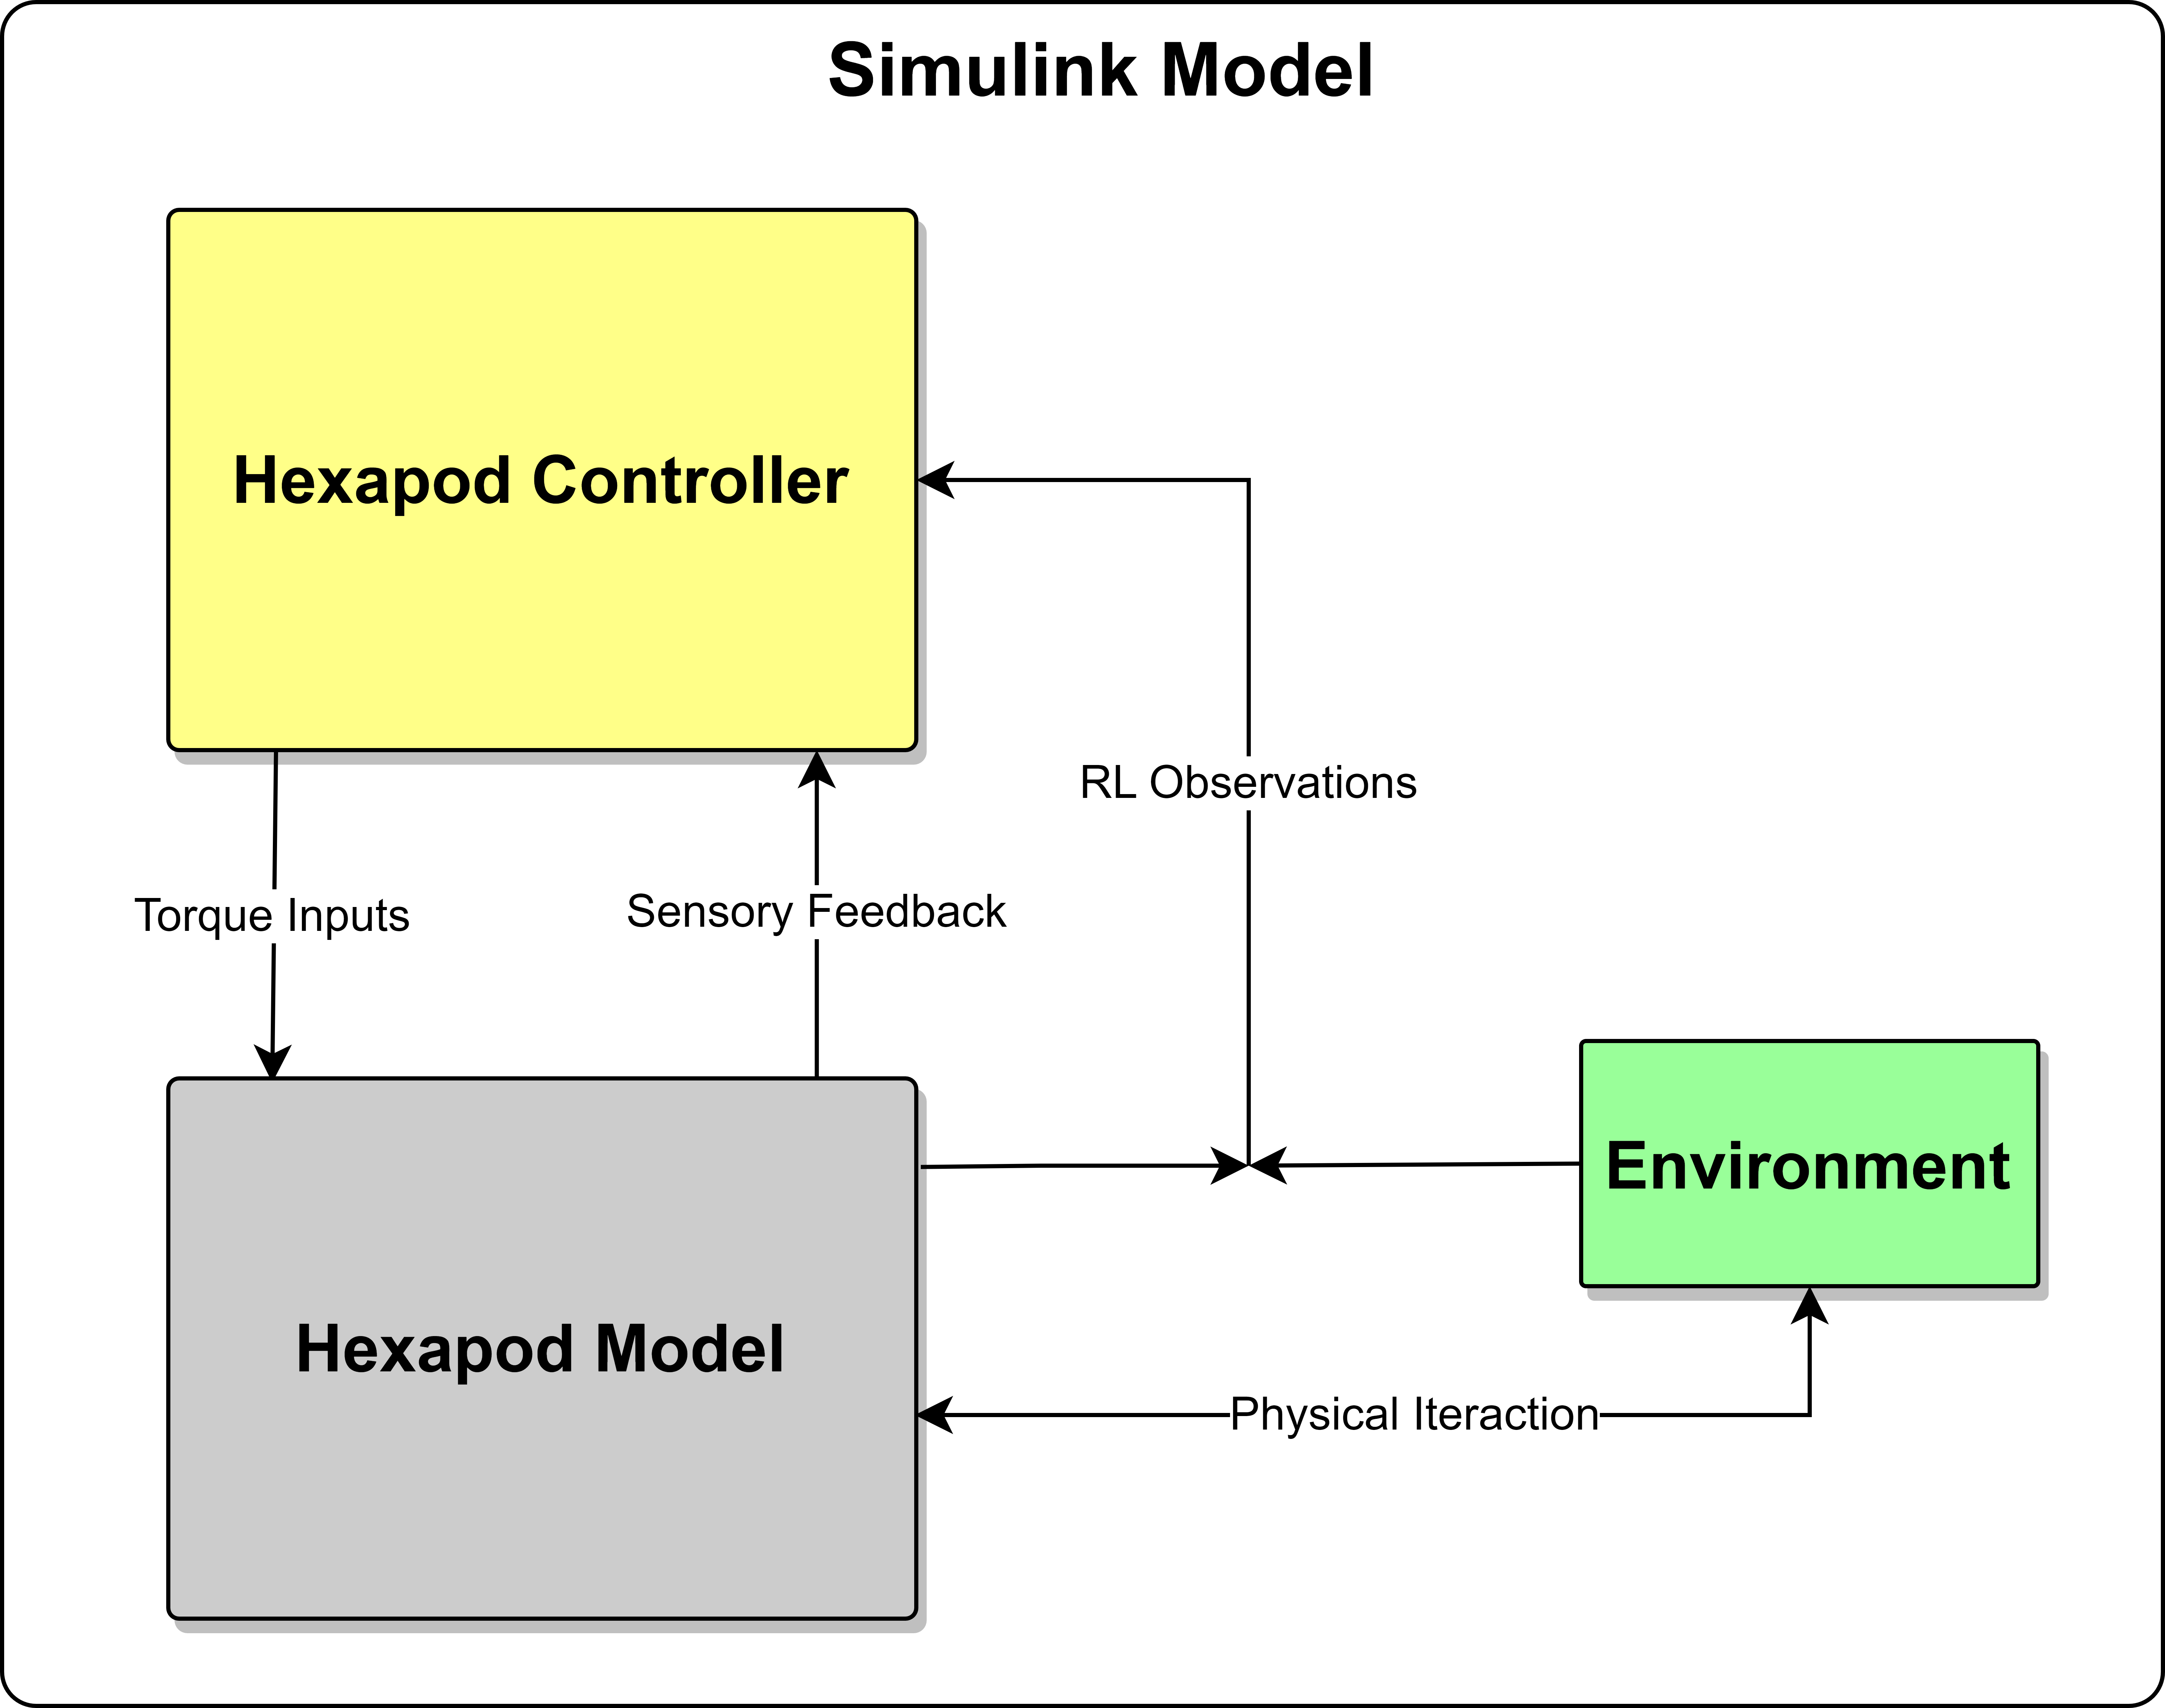 Simulink Model
Hexapod Controller
RL Observations
Torque Inputs
Sensory Feedback
Environment
Hexapod Model
Physical Iteraction